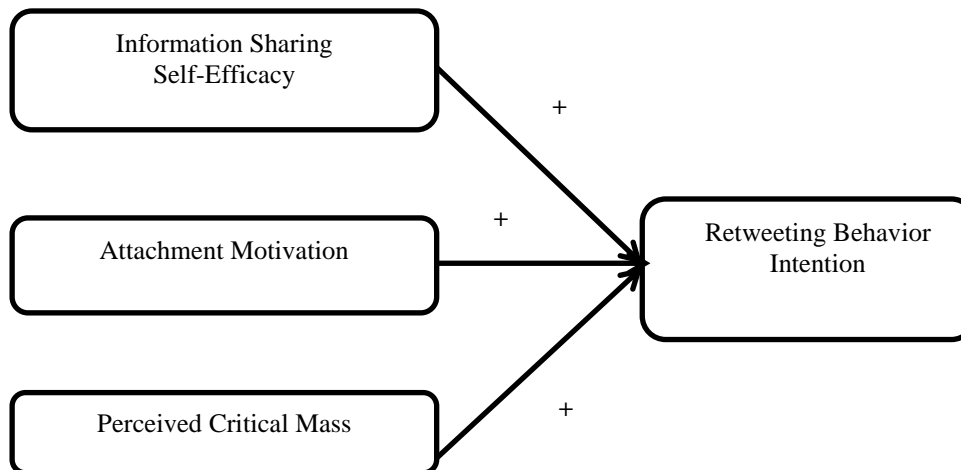 Information Sharing
Self-Efficacy
+
+
Attachment Motivation
Retweeting Behavior
Intention
+
Perceived Critical Mass